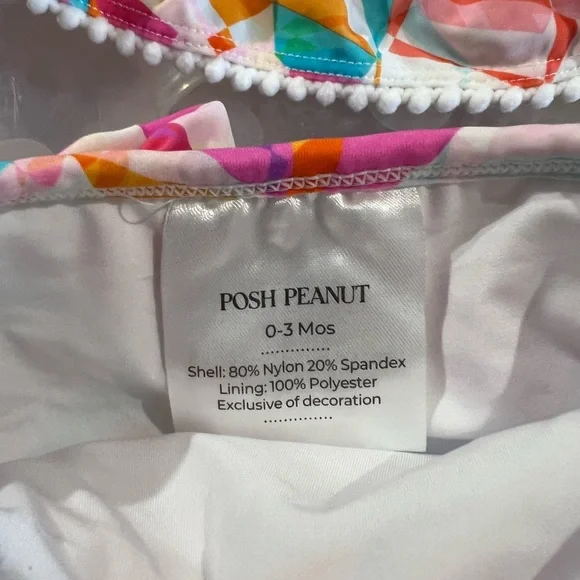 POSH PEANUT
0-3 Mos
Shell: 80% Nylon 20% Spandex
Lining: 100% Polyester
Exclusive of decoration